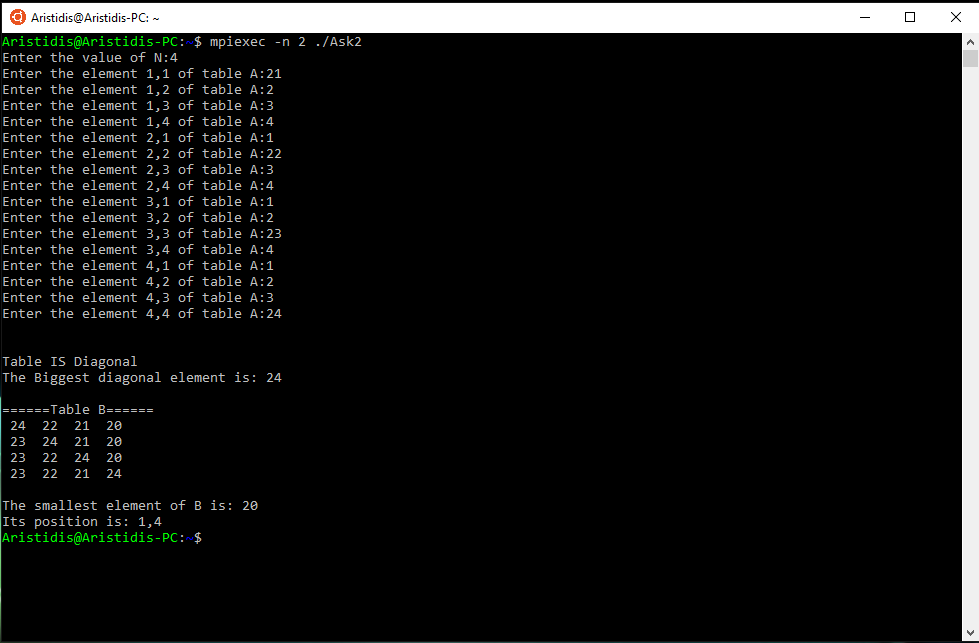 Aristidis@Aristidis-PC: ~
Aristidis@Aristidis-PC:~$ mpiexec -n 2 ./Ask2
Enter the value of N:4
Enter the element 1,1 of table A:21
Enter the element 1,2 of table A:2
Enter the element 1,3 of table A:3
Enter the element 1,4 of table A:4
Enter the element 2,1 of table A:1
Enter the element 2,2 of table A:22
Enter the element 2,3 of table A:3
Enter the element 2,4 of table A:4
Enter the element 3,1 of table A:1
Enter the element 3,2 of table A:2
Enter the element 3,3 of table A:23
Enter the element 3,4 of table A:4
Enter the element 4,1 of table A:1
Enter the element 4,2 of table A:2
Enter the element 4,3 of table A:3
Enter the element 4,4 of table A:24
Table IS Diagonal
The Biggest diagonal element is: 24
======Table B======
24 22 21 20
23 24 21 20
23 22 24 20
23 22 21 24
The smallest element of B is: 20
Its position is: 1,4
Aristidis@Aristidis-PC:~$